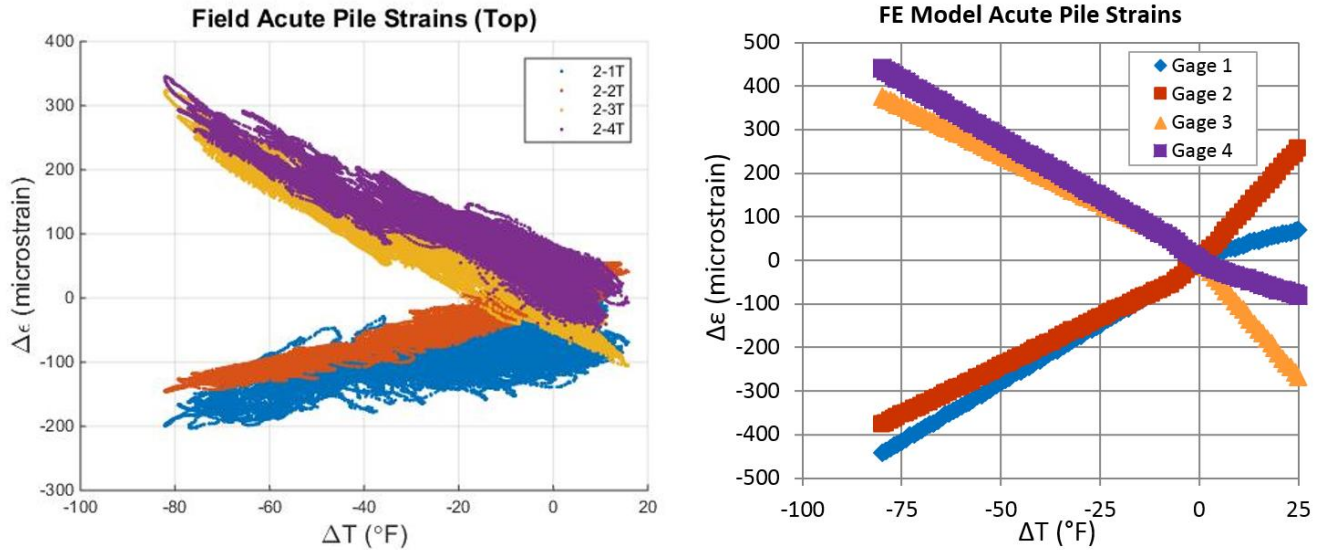 Field Acute Pile Strains (Top)
400
300
200
100
0
-100
-200
-300
-100
-80
-60
-40
-20
0
20
Δϵ (microstrain)
ΔT (°F)
2-1T
2-2T
2-3T
2-4T
FE Model Acute Pile Strains
500
400
300
200
100
0
-100
-200
-300
-400
-500
-100
-75
-50
-25
0
25
Δε (microstrain)
ΔT (°F)
Gage 1
Gage 2
Gage 3
Gage 4